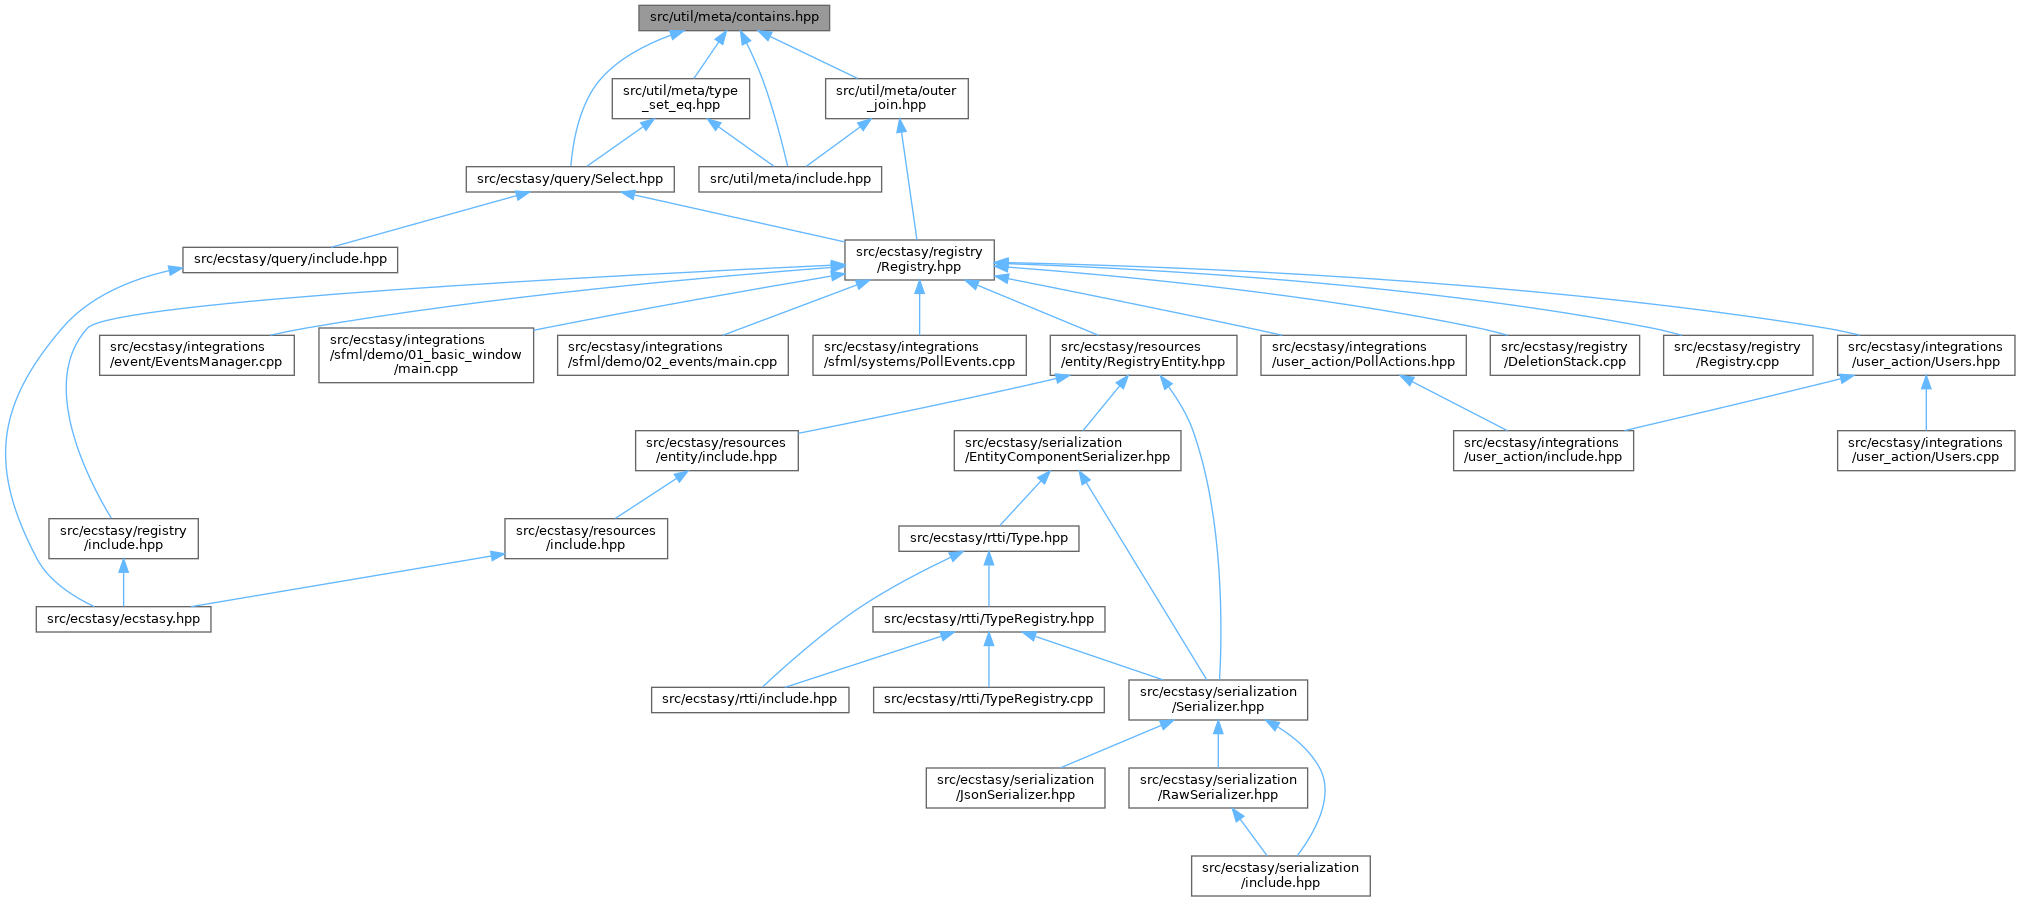 src/util/meta/contains.hpp
src/util/meta/type
_set_eq.hpp
src/util/meta/outer
_join.hpp
src/ecstasy/query/Select.hpp
src/util/meta/include.hpp
src/ecstasy/query/include.hpp
src/ecstasy/registry
/Registry.hpp
src/ecstasy/integrations
/event/EventsManager.cpp
src/ecstasy/integrations
/sfml/demo/01_basic_window
/main.cpp
src/ecstasy/integrations
/sfml/demo/02_events/main.cpp
src/ecstasy/integrations
/sfml/systems/PollEvents.cpp
src/ecstasy/resources
/entity/RegistryEntity.hpp
src/ecstasy/integrations
/user_action/PollActions.hpp
src/ecstasy/registry
/DeletionStack.cpp
src/ecstasy/registry
/Registry.cpp
src/ecstasy/integrations
/user_action/Users.hpp
src/ecstasy/resources
/entity/include.hpp
src/ecstasy/serialization
/EntityComponentSerializer.hpp
src/ecstasy/integrations
/user_action/include.hpp
src/ecstasy/integrations
/user_action/Users.cpp
src/ecstasy/registry
/include.hpp
src/ecstasy/resources
/include.hpp
src/ecstasy/rtti/Type.hpp
src/ecstasy/ecstasy.hpp
src/ecstasy/rtti/TypeRegistry.hpp
src/ecstasy/rtti/include.hpp
src/ecstasy/rtti/TypeRegistry.cpp
src/ecstasy/serialization
/Serializer.hpp
src/ecstasy/serialization
/JsonSerializer.hpp
src/ecstasy/serialization
/RawSerializer.hpp
src/ecstasy/serialization
/include.hpp